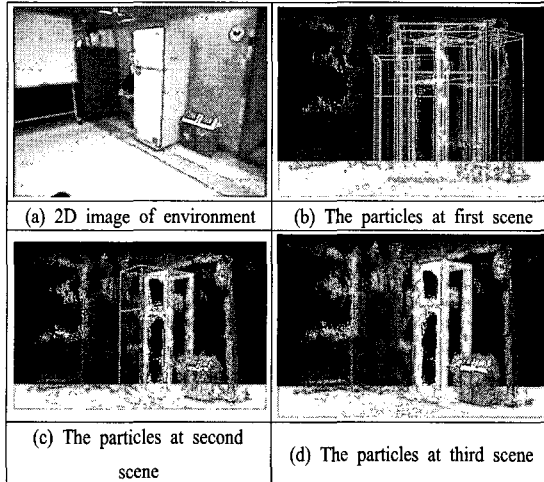 (a) 2D image of environment
(b) The particles at first scene
(c) The particles at second
scene
(d) The particles at third scene